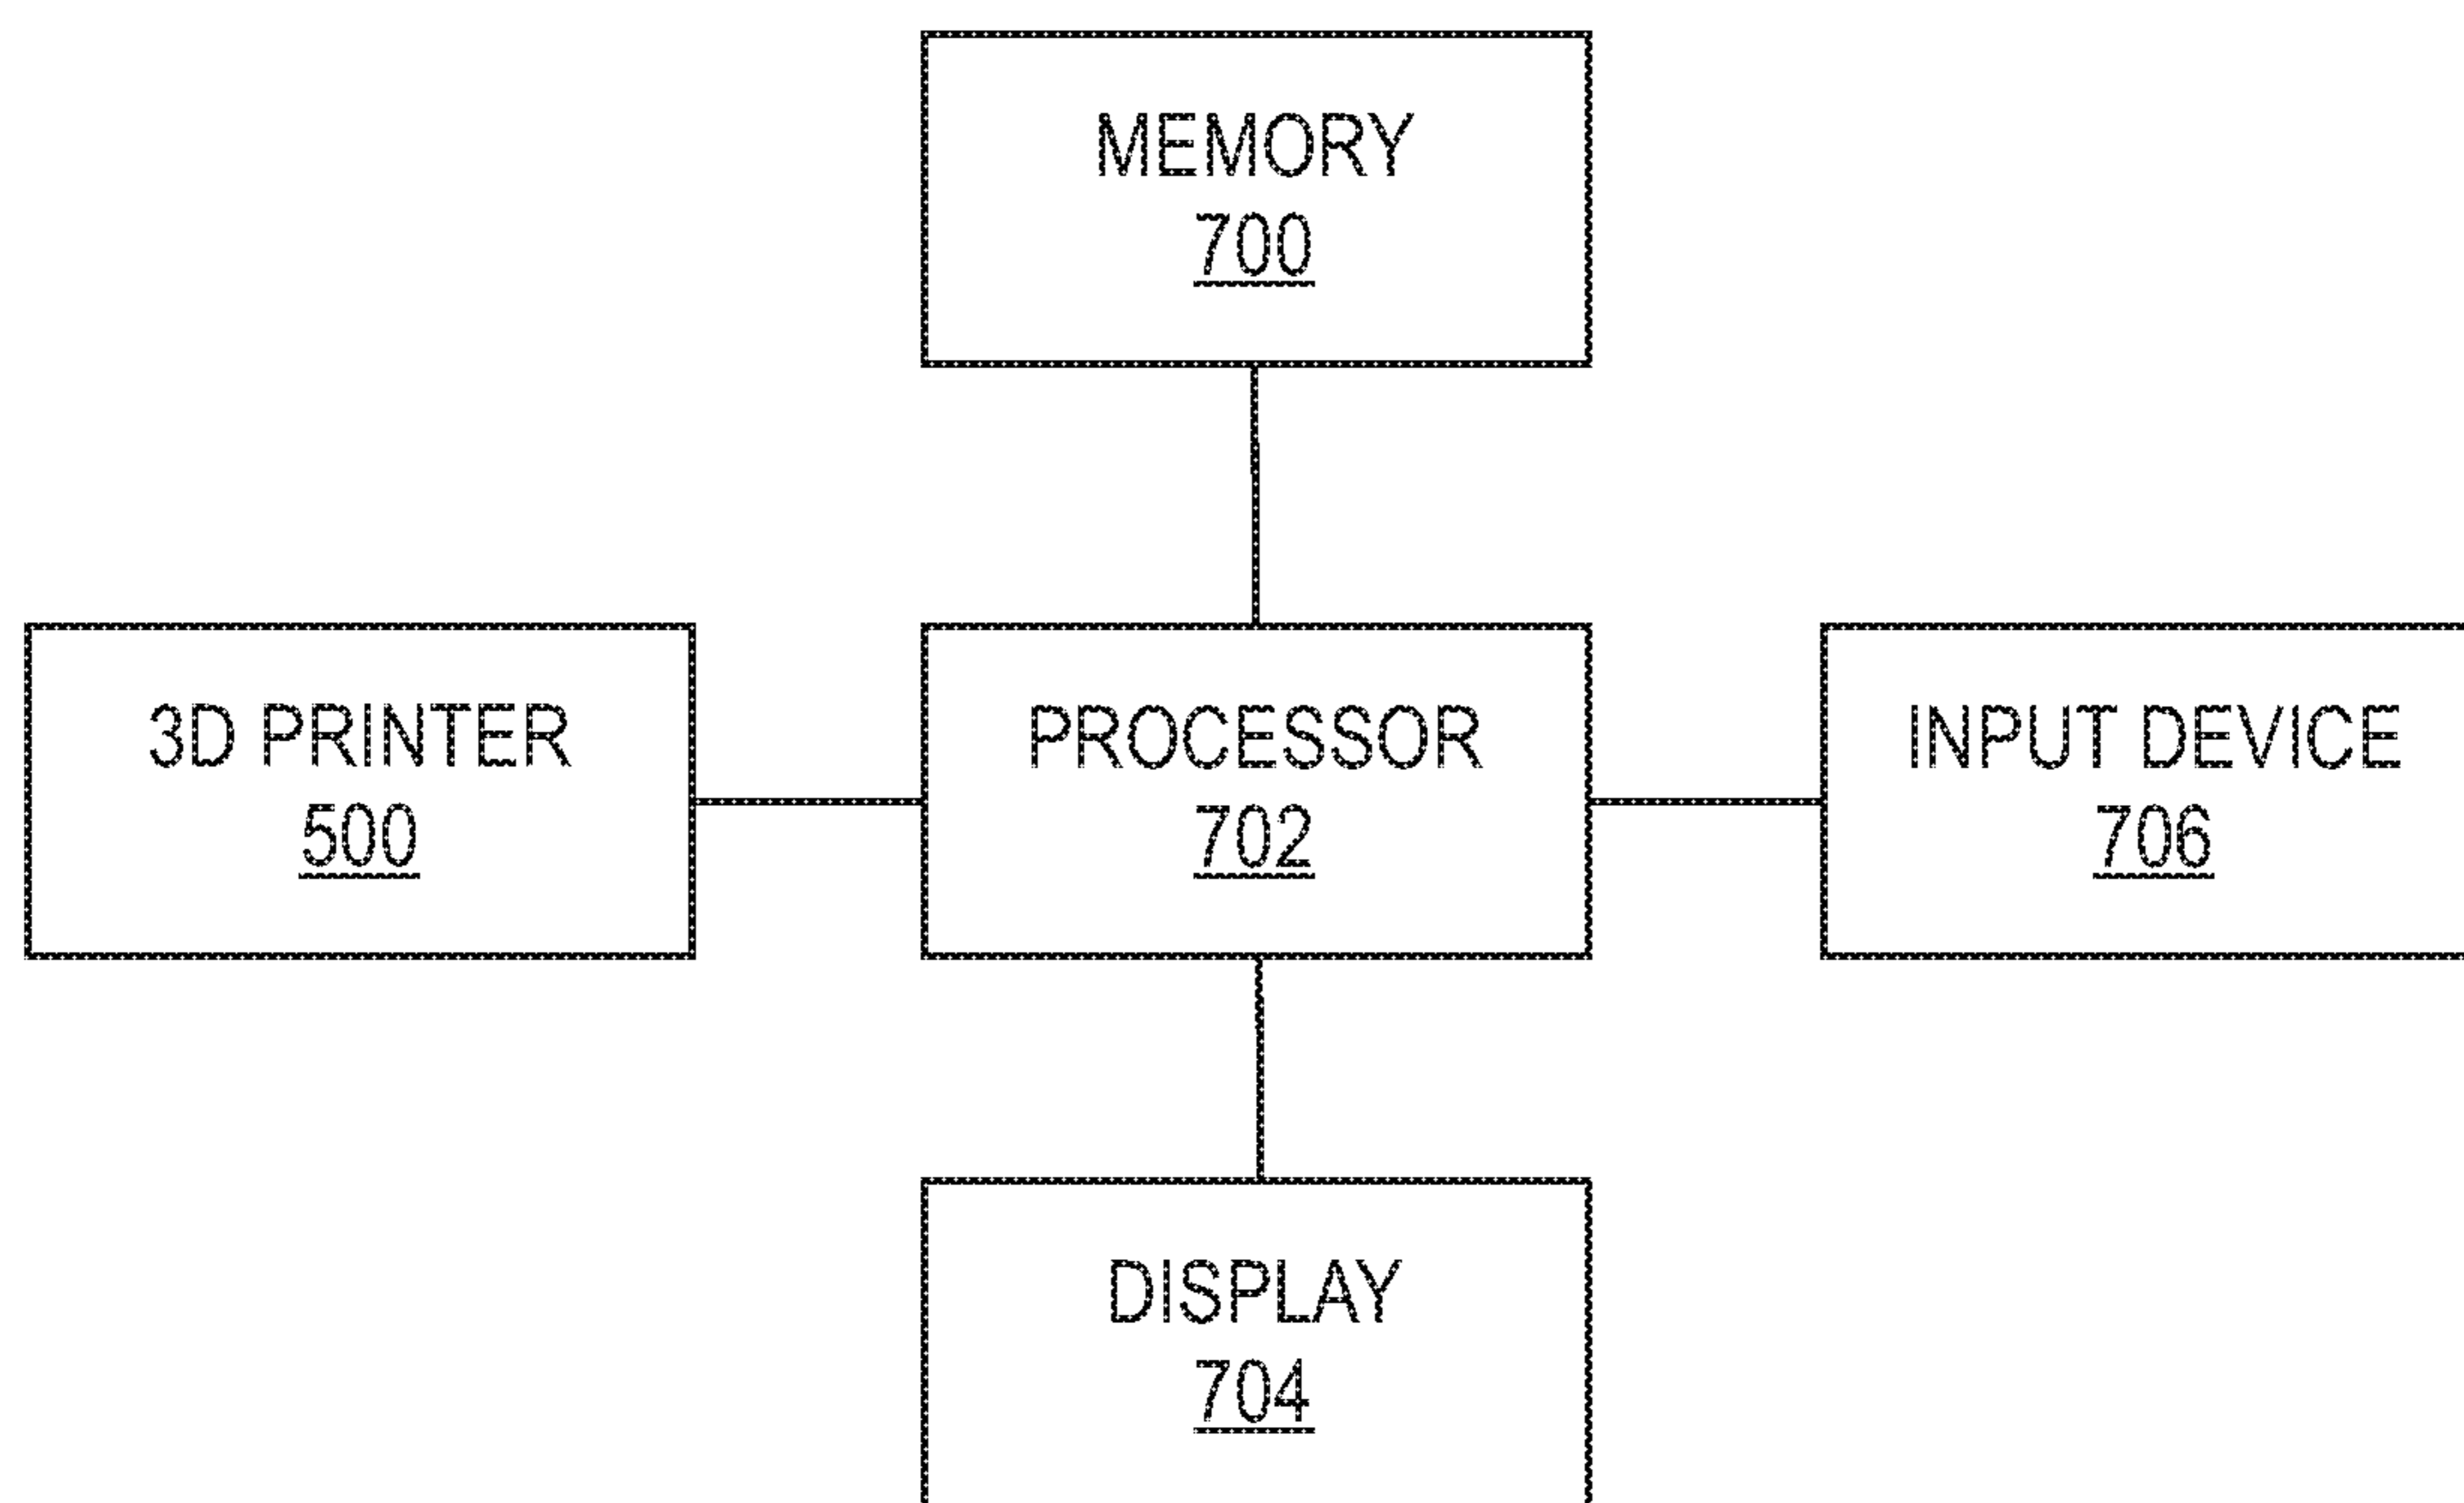 MEMORY
700
3D PRINTER
500
PROCESSOR
702
INPUT DEVICE
706
DISPLAY
704